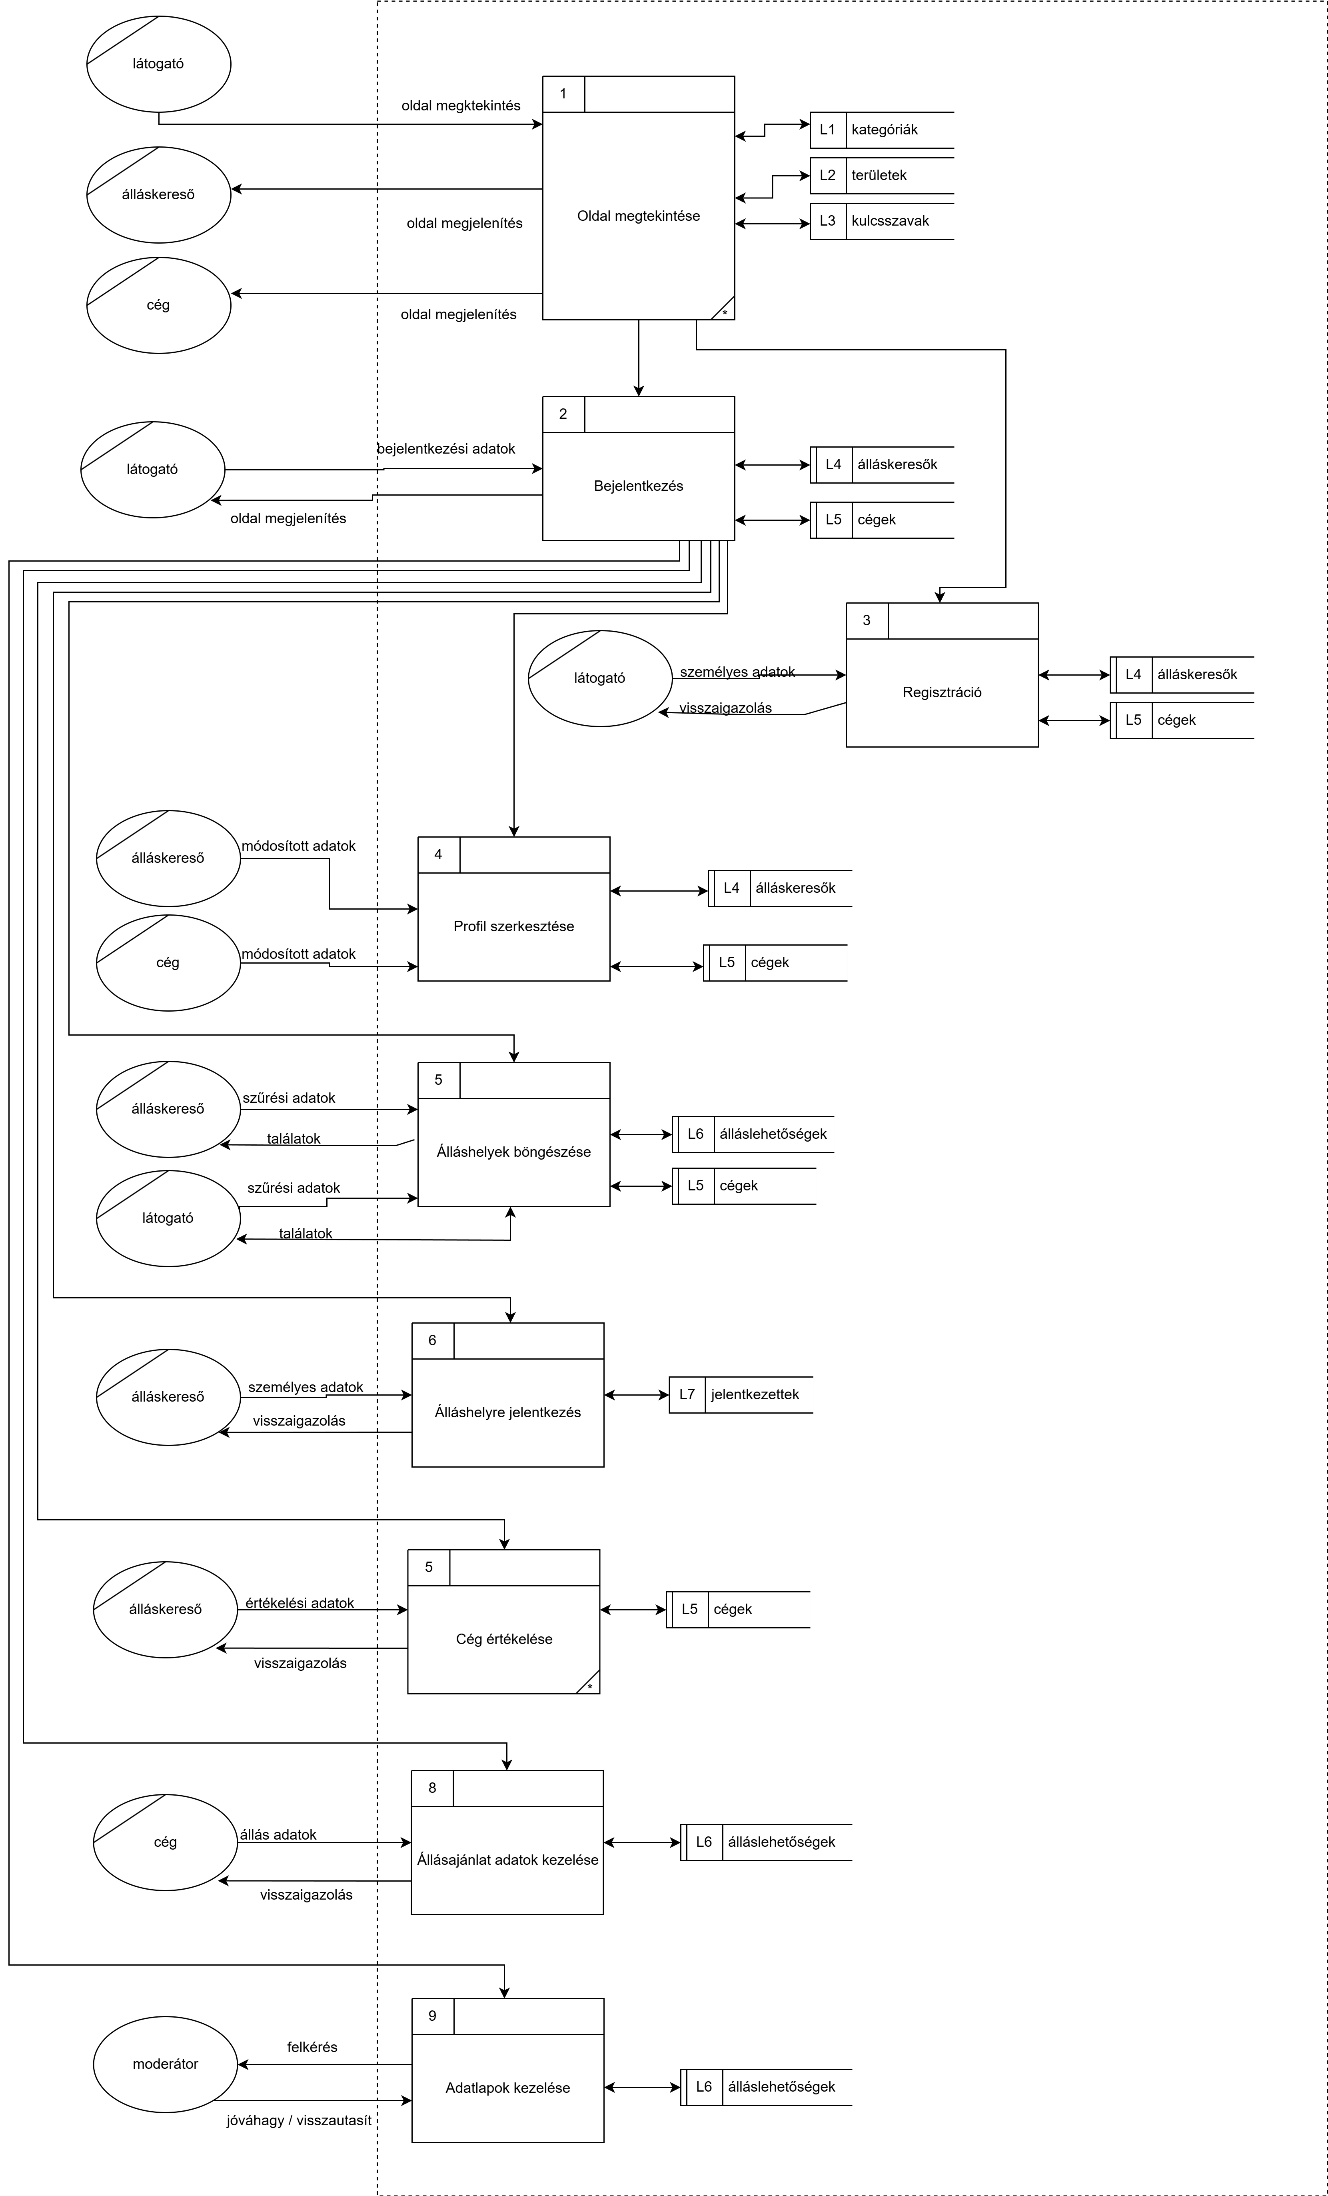 látogató
oldal megktekintés
1
L1 kategóriák
álláskereső
L2 területek
Oldal megtekintése
oldal megjelenítés
L3 kulcsszavak
cég
oldal megjelenítés
*
2
bejelentkezési adatok
látogató
L4 álláskeresők
Bejelentkezés
oldal megjelenítés
L5 cégek
3
látogató
személyes adatok
L4 álláskeresők
Regisztráció
visszaigazolás
L5 cégek
módosított adatok
4
álláskereső
L4 álláskeresők
Profil szerkesztése
módosított adatok
cég
L5 cégek
5
szűrési adatok
álláskereső
találatok
L6 álláslehetőségek
Álláshelyek böngészése
szűrési adatok
L5 cégek
látogató
találatok
6
személyes adatok
álláskereső
L7 jelentkezettek
Álláshelyre jelentkezés
visszaigazolás
5
értékelési adatok
álláskereső
L5 cégek
Cég értékelése
visszaigazolás
*
8
állás adatok
cég
L6 álláslehetőségek
Állásajánlat adatok kezelése
visszaigazolás
9
felkérés
moderátor
Adatlapok kezelése
L6 álláslehetőségek
jóváhagy / visszautasít